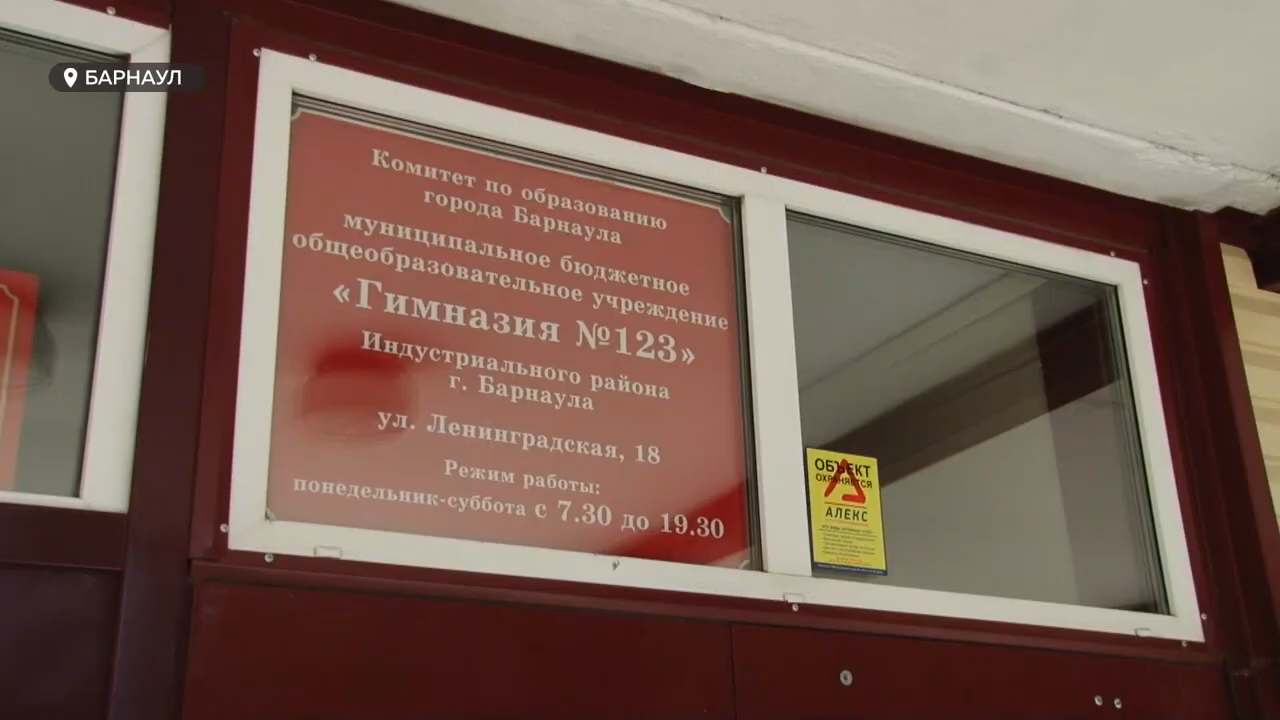 БАРНАУЛ
Комитет по образованию
города Барнаула
муниципальное бюджетное
общеобразовательное учреждение
«Гимназия №123»
Индустриального района
г. Барнаула
ул. Ленинградская, 18
Режим работы:
понедельник-суббота с 7.30 до 19.30
ОБЪЕКТ
ОХРАНЯЕТСЯ
АЛЕКС